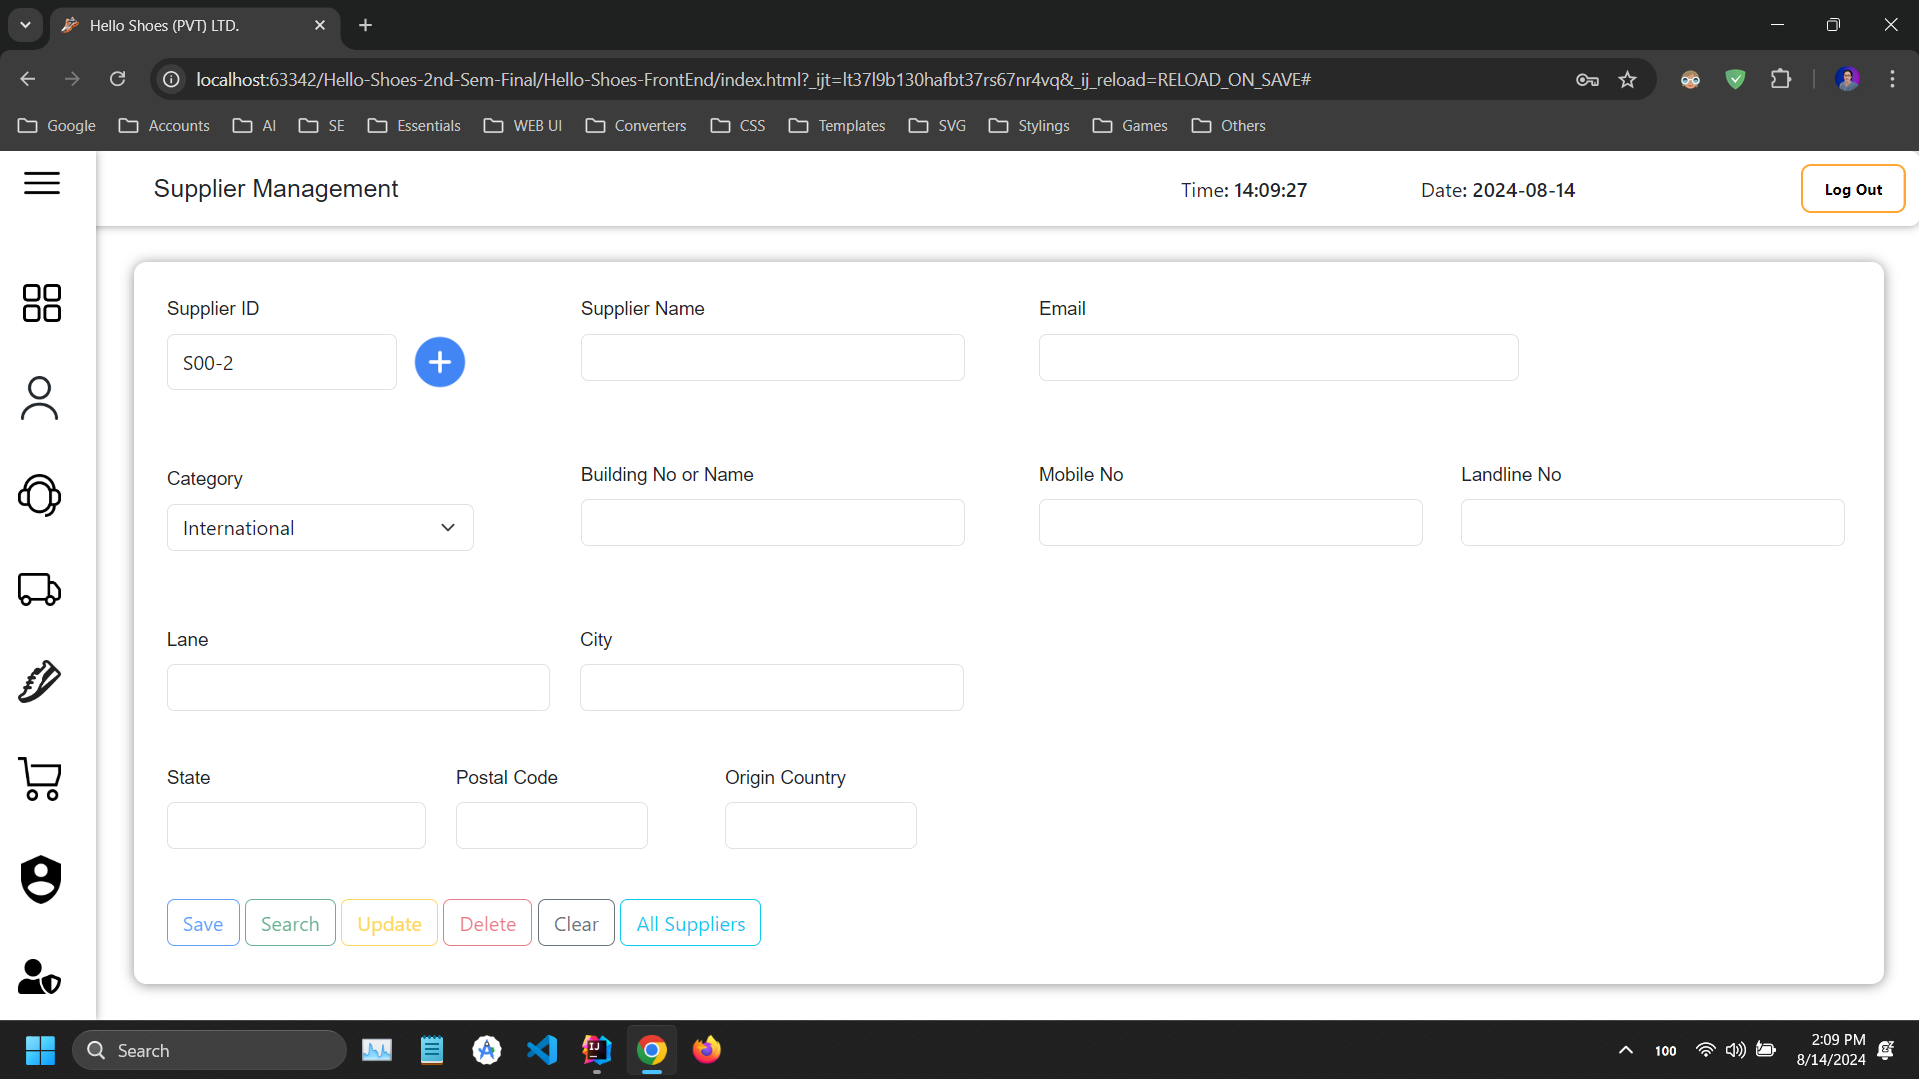 Hello Shoes (PVT) LTD.
localhost:63342/Hello-Shoes-2nd-Sem-Final/Hello-Shoes-FrontEnd/index.html?_ijt=lt37l9b130hafbt37rs67nr4vq&_ij_reload=RELOAD_ON_SAVE#
Google Accounts AI SE Essentials WEB UI Converters CSS Templates SVG Stylings Games Others
Supplier Management Time: 14:09:27 Date: 2024-08-14 Log Out
Supplier ID Supplier Name Email
S00-2
Category Building No or Name Mobile No Landline No
International
Lane City
State Postal Code Origin Country
Save Search Update Delete Clear All Suppliers
Search 100 2:09 PM
8/14/2024